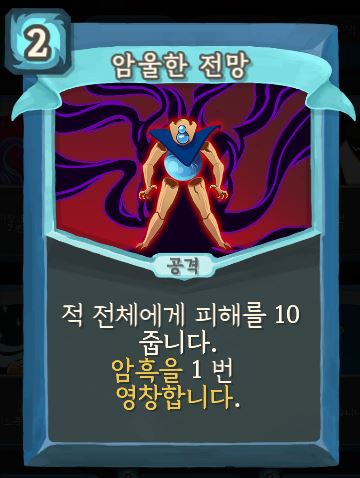 2
암울한 전망
공격
적 전체에게 피해를 10
줍니다.
암흑을 1 번
영창합니다.